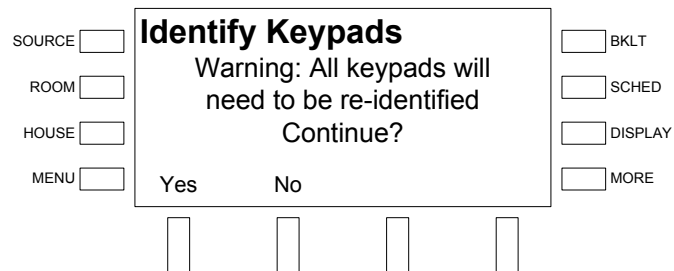 Identify Keypads
Warning: All keypads will
need to be re-identified
Continue?
Yes No
SOURCE
ROOM
HOUSE
MENU
BKLT
SCHED
DISPLAY
MORE